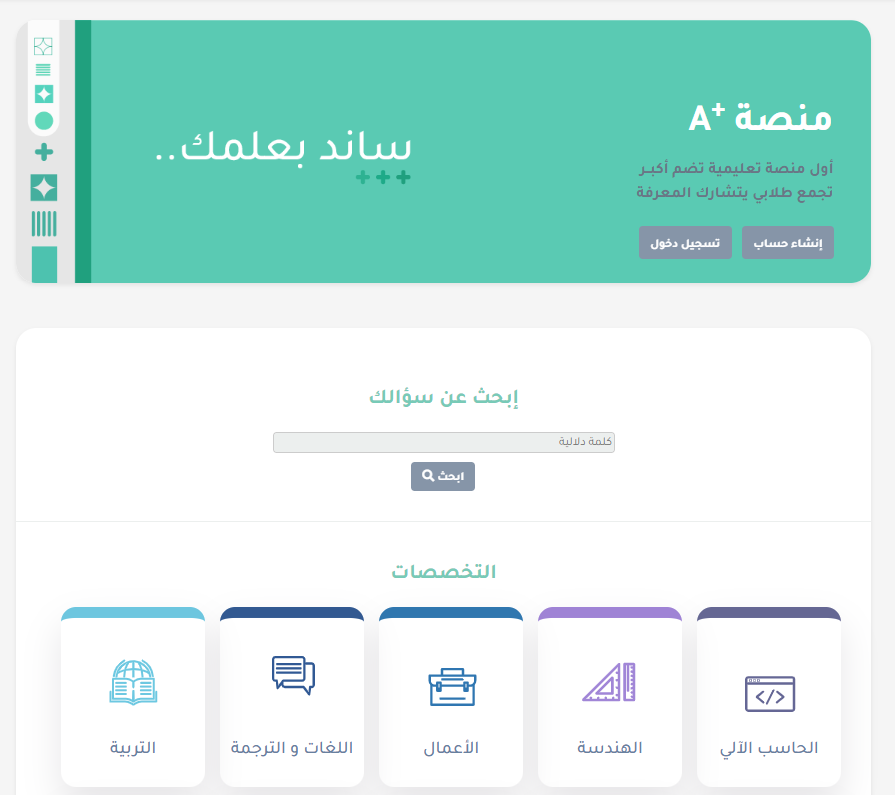 منصة A+
أول منصة تعليمية تضم أكبـر
تجمع طلابي يتشارك المعرفة
إنشاء حساب
تسجيل دخول
ساند بعلمك..
إبحث عن سؤالك
كلمة دلالية
ابحث
التخصصات
الحاسب الآلي
الهندسة
الأعمال
اللغات و الترجمة
التربية